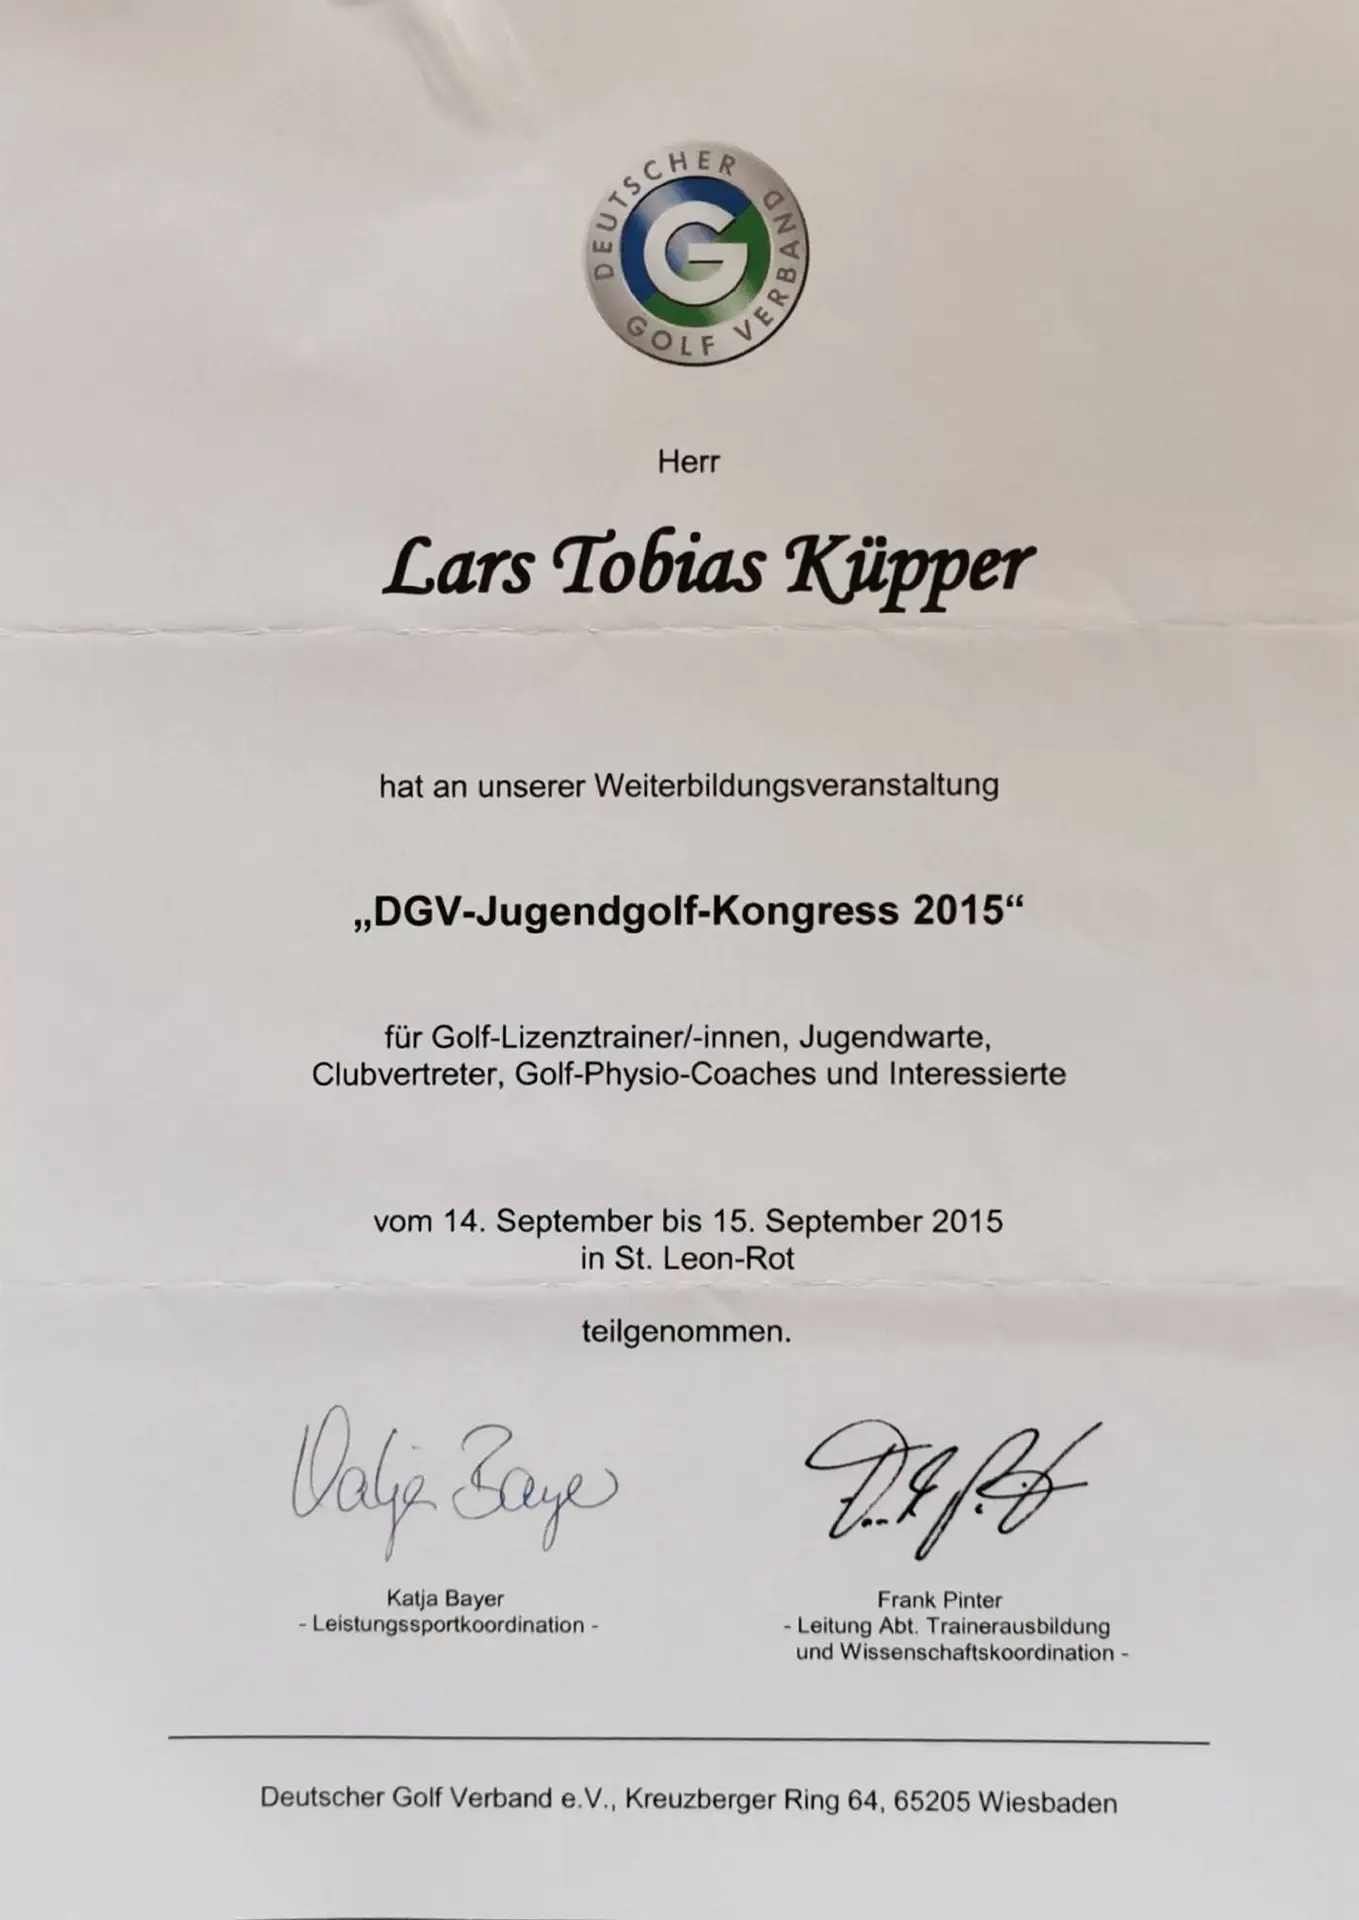 DEUTSCHER GOLF VERBAND
G
Herr
Lars Tobias Küpper
hat an unserer Weiterbildungsveranstaltung
„DGV-Jugendgolf-Kongress 2015“
für Golf-Lizenztrainer/-innen, Jugendwarte,
Clubvertreter, Golf-Physio-Coaches und Interessierte
vom 14. September bis 15. September 2015
in St. Leon-Rot
teilgenommen.
Katja Bayer
Katja Bayer
- Leistungssportkoordination -
Frank Pinter
- Leitung Abt. Trainerausbildung
und Wissenschaftskoordination -
Deutscher Golf Verband e.V., Kreuzberger Ring 64, 65205 Wiesbaden